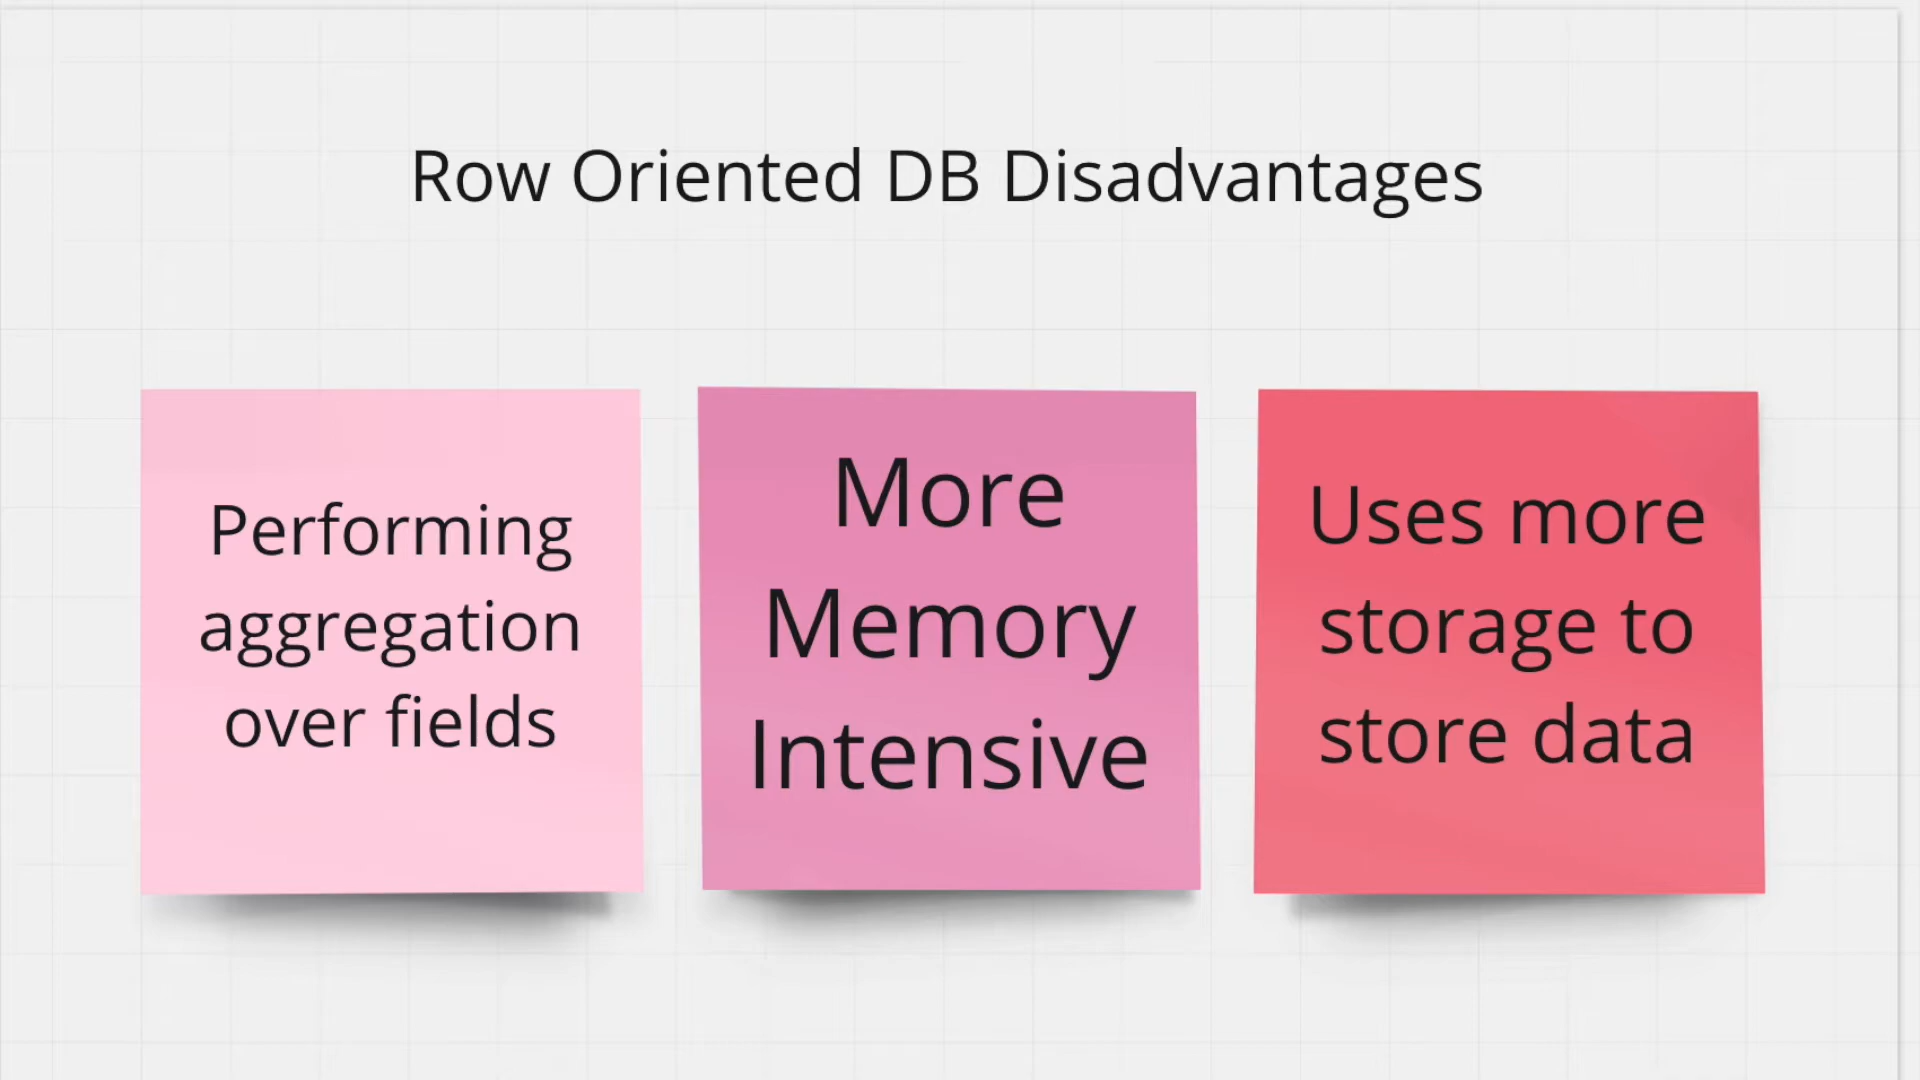 Row Oriented DB Disadvantages
Performing
aggregation
over fields
More
Memory
Intensive
Uses more
storage to
store data